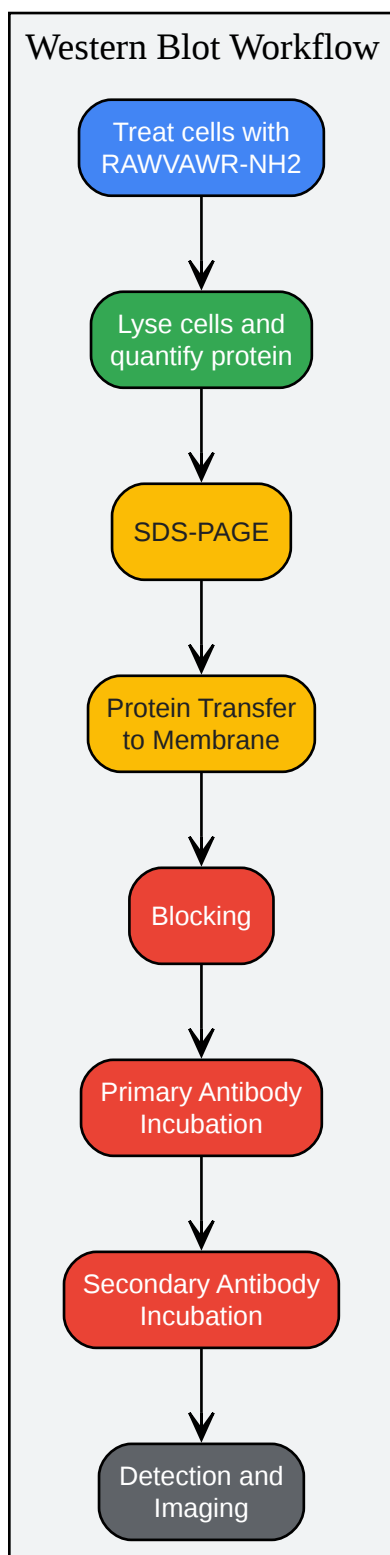 Western Blot Workflow
Treat cells with
RAWVAWR-NH2
Lyse cells and
quantify protein
SDS-PAGE
Protein Transfer
to Membrane
Blocking
Primary Antibody
Incubation
Secondary Antibody
Incubation
Detection and
Imaging